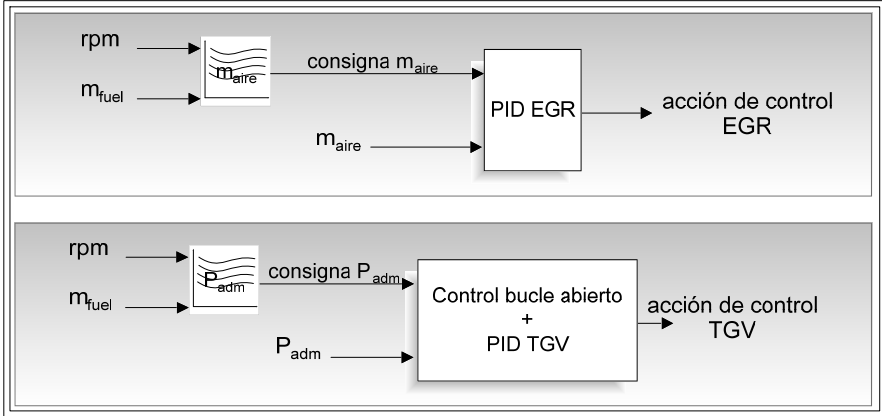 rpm
m_fuel
m_aire
consigna m_aire
m_aire
PID EGR
acción de control
EGR
rpm
m_fuel
P_adm
consigna P_adm
P_adm
Control bucle abierto
+
PID TGV
acción de control
TGV